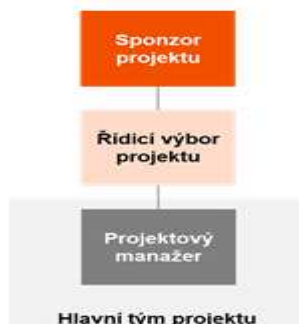 Sponzor
projektu
Řídicí výbor
projektu
Projektový
manažer
Hlavní tým projektu